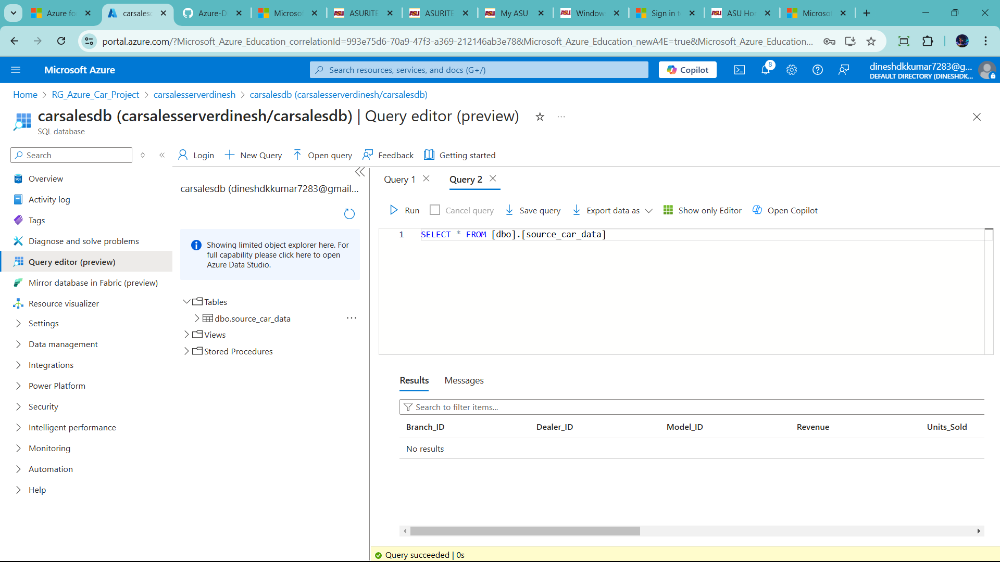 Azure fo
carsalesc
Azure-D
Microsof
ASURITE
ASURITE
My ASU
Window
Sign in t
ASU Hor
Microsof
portal.azure.com/?Microsoft_Azure_Education_correlationId=993e75d6-70a9-47f3-a369-212146ab3e78&Microsoft_Azure_Education_newA4E=true&Microsoft_Azure_Education...
Microsoft Azure
Search resources, services, and docs (G+/)
Copilot
8
dineshdkkumar7283@g...
DEFAULT DIRECTORY (DINESHDK...
Home > RG_Azure_Car_Project > carsalesserverdinesh > carsalesdb (carsalesserverdinesh/carsalesdb)
carsalesdb (carsalesserverdinesh/carsalesdb) | Query editor (preview)
SQL database
Search
Login
New Query
Open query
Feedback
Getting started
Overview
Activity log
Tags
Diagnose and solve problems
Query editor (preview)
Mirror database in Fabric (preview)
Resource visualizer
Settings
Data management
Integrations
Power Platform
Security
Intelligent performance
Monitoring
Automation
Help
carsalesdb (dineshdkkumar7283@gmail...
Showing limited object explorer here. For
full capability please click here to open
Azure Data Studio.
Tables
dbo.source_car_data
Views
Stored Procedures
Query 1
Query 2
Run
Cancel query
Save query
Export data as
Show only Editor
Open Copilot
1 SELECT * FROM [dbo].[source_car_data]
Results
Messages
Search to filter items...
Branch_ID Dealer_ID Model_ID Revenue Units_Sold
No results
Query succeeded | 0s